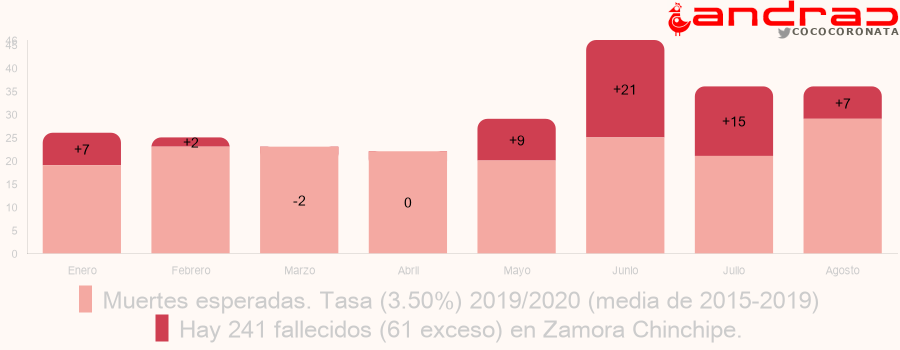 andrac
COCOCORONATA
46
45
40
35
30
25
20
15
10
5
0
+7
+2
-2
0
+9
+21
+15
+7
Enero
Febrero
Marzo
Abril
Mayo
Junio
Julio
Agosto
Muertes esperadas. Tasa (3.50%) 2019/2020 (media de 2015-2019)
Hay 241 fallecidos (61 exceso) en Zamora Chinchipe.